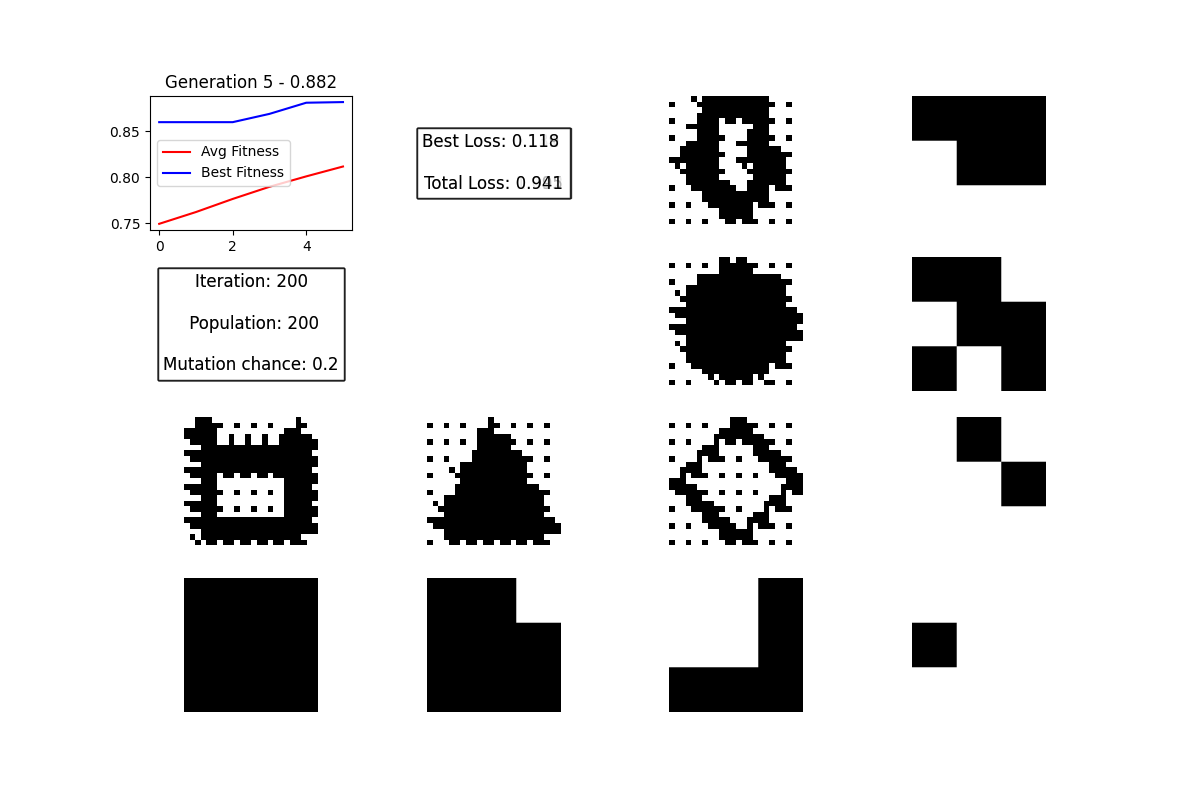 Generation 5 - 0.882
0.85
0.80
0.75
Avg Fitness
Best Fitness
0 2 4
Best Loss: 0.118
Total Loss: 0.941
Iteration: 200
Population: 200
Mutation chance: 0.2